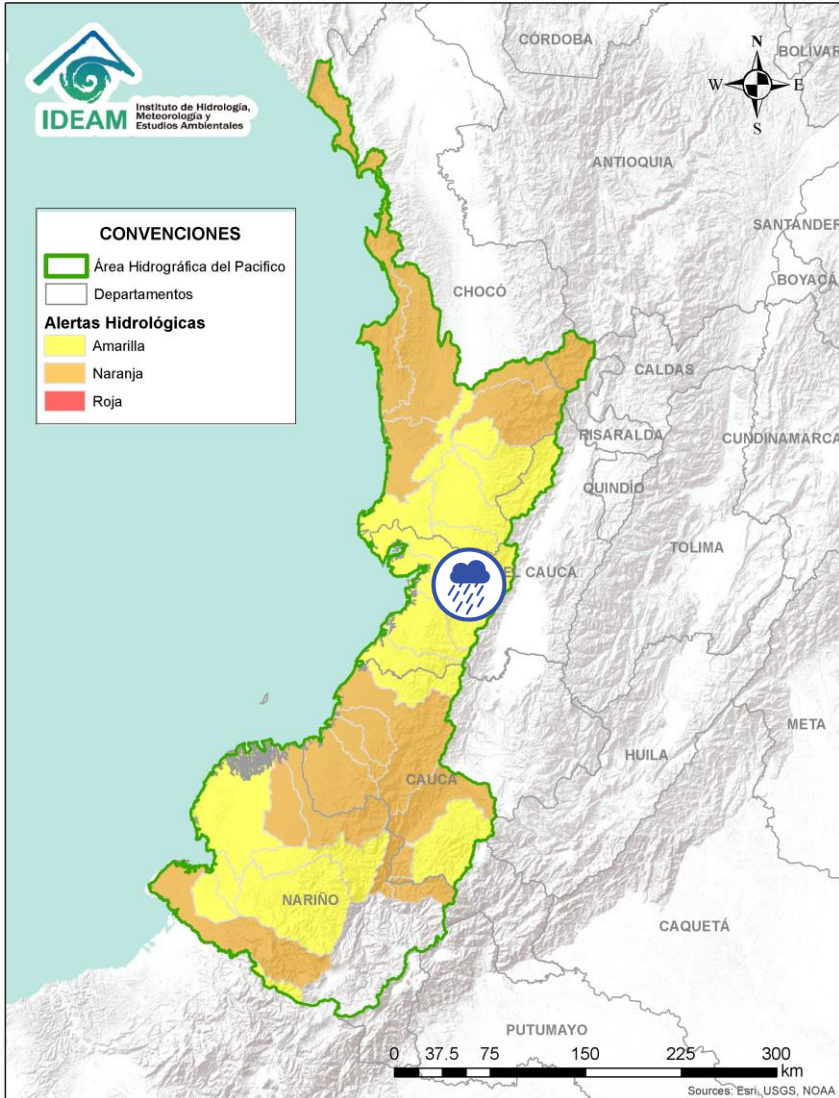 IDEAM
Instituto de Hidrología,
Meteorología y
Estudios Ambientales
CÓRDOBA
BOLÍVAR
N
W
E
S
ANTIOQUIA
SANTANDER
BOYACÁ
CONVENCIONES
Área Hidrográfica del Pacifico
Departamentos
Alertas Hidrológicas
Amarilla
Naranja
Roja
CHOCÓ
CALDAS
RISARALDA
CUNDINAMARCA
QUINDÍO
TOLIMA
EL CAUCA
META
HUILA
CAUCA
NARIÑO
CAQUETÁ
PUTUMAYO
0 37.5 75 150 225 300
km
Sources: Esri, USGS, NOAA